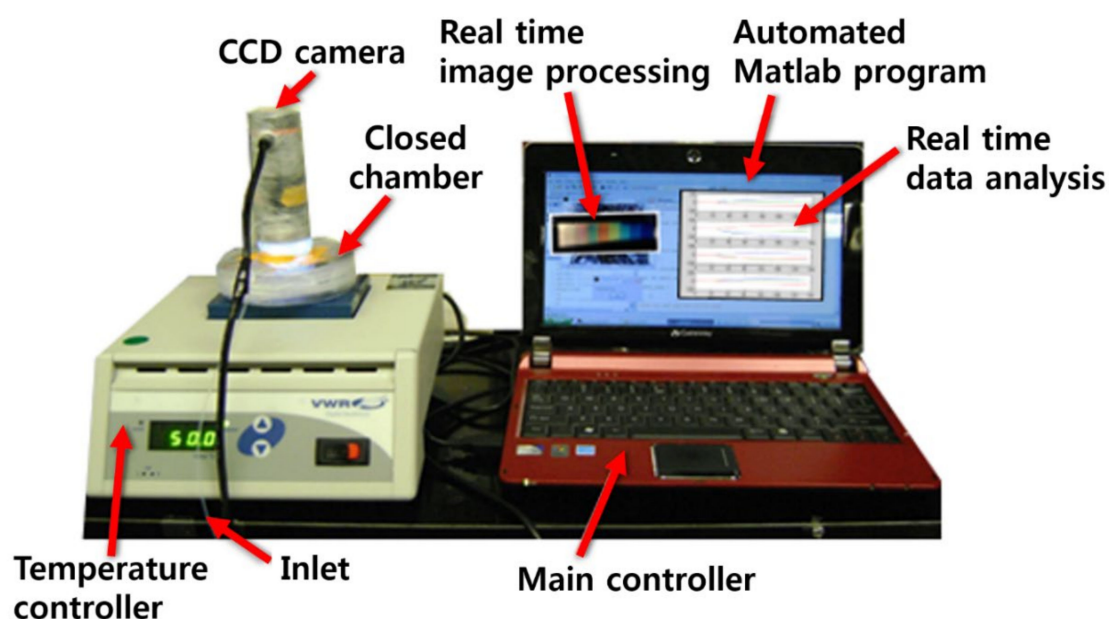 CCD camera
Real time
image processing
Automated
Matlab program
Closed
chamber
Real time
data analysis
Gateway
VWR
50.0
Temperature
controller
Inlet
Main controller